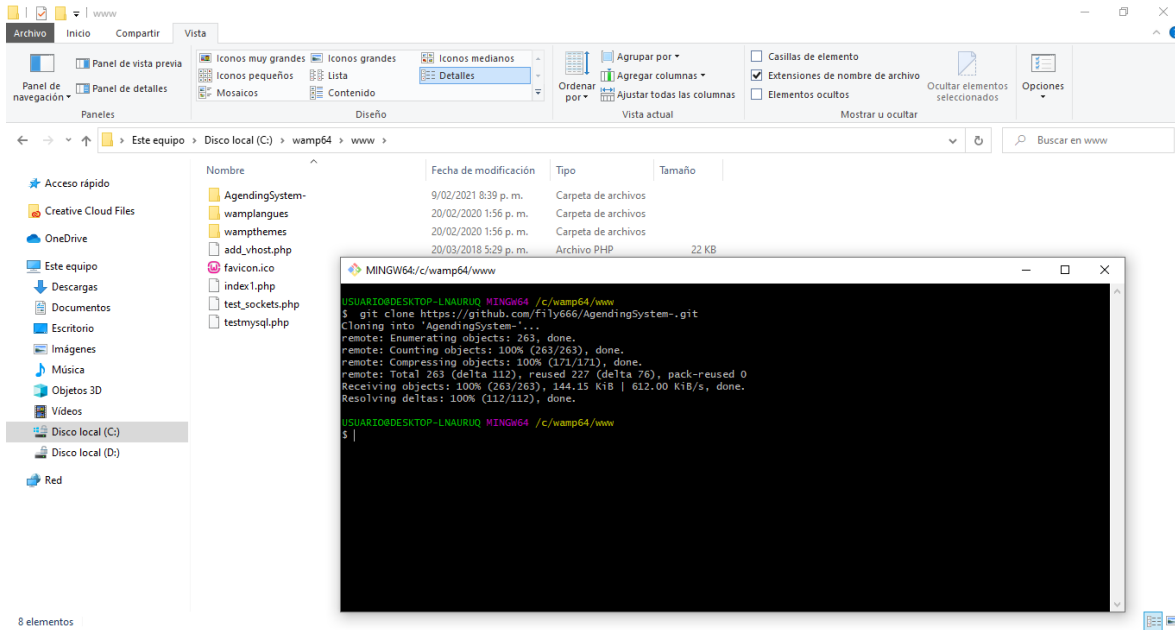 www
Archivo Inicio Compartir Vista
Panel de navegación
Panel de vista previa
Panel de detalles
Paneles
Iconos muy grandes Iconos grandes Iconos medianos
Iconos pequeños Lista Detalles
Mosaicos Contenido
Diseño
Ordenar por
Agrupar por
Agregar columnas
Ajustar todas las columnas
Vista actual
Casillas de elemento
Extensiones de nombre de archivo
Elementos ocultos
Ocultar elementos seleccionados
Mostrar u ocultar
Opciones
Este equipo > Disco local (C:) > wamp64 > www >
Buscar en www
Acceso rápido
Creative Cloud Files
OneDrive
Este equipo
Descargas
Documentos
Escritorio
Imágenes
Música
Objetos 3D
Vídeos
Disco local (C:)
Disco local (D:)
Red
Nombre Fecha de modificación Tipo Tamaño
AgendingSystem- 9/02/2021 8:39 p. m. Carpeta de archivos
wamplangues 20/02/2020 1:56 p. m. Carpeta de archivos
wampthemes 20/02/2020 1:56 p. m. Carpeta de archivos
add_vhost.php 20/03/2018 5:29 p. m. Archivo PHP 22 KB
favicon.ico
index1.php
test_sockets.php
testmysql.php
MINGW64:/c/wamp64/www
USUARIO@DESKTOP-LNAURUQ MINGW64 /c/wamp64/www
$ git clone https://github.com/fily666/AgendingSystem-.git
Cloning into 'AgendingSystem-'...
remote: Enumerating objects: 263, done.
remote: Counting objects: 100% (263/263), done.
remote: Compressing objects: 100% (171/171), done.
remote: Total 263 (delta 112), reused 227 (delta 76), pack-reused 0
Receiving objects: 100% (263/263), 144.15 KiB | 612.00 KiB/s, done.
Resolving deltas: 100% (112/112), done.
USUARIO@DESKTOP-LNAURUQ MINGW64 /c/wamp64/www
$
8 elementos